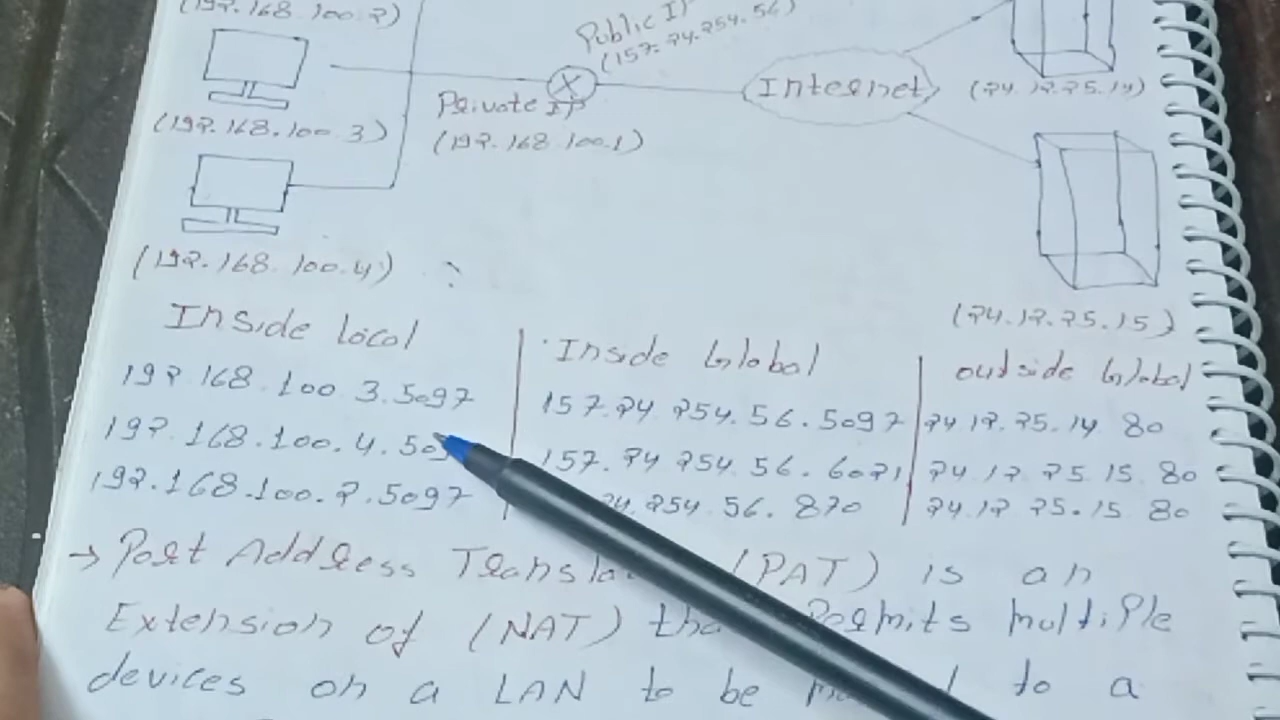 (192.168.100.2)
Public IP
(157.24.254.56)
Internet
(24.12.25.14)
Private IP
(192.168.100.3)
(192.168.100.1)
(192.168.100.4)
(24.12.25.15)
Inside local
Inside Global
outside Global
192 168.100 3.5097
157.24 254.56.5097
24 12.25.14 80
192.168.100.4.50
157.24 254 56.6021
24.12 25 15.80
192.168.100.2.5097
24.254 56.870
24.12 25.15 80
→ Port Address (PAT) is an
Extension of (NAT) Permits multiple
devices on a LAN to be to a